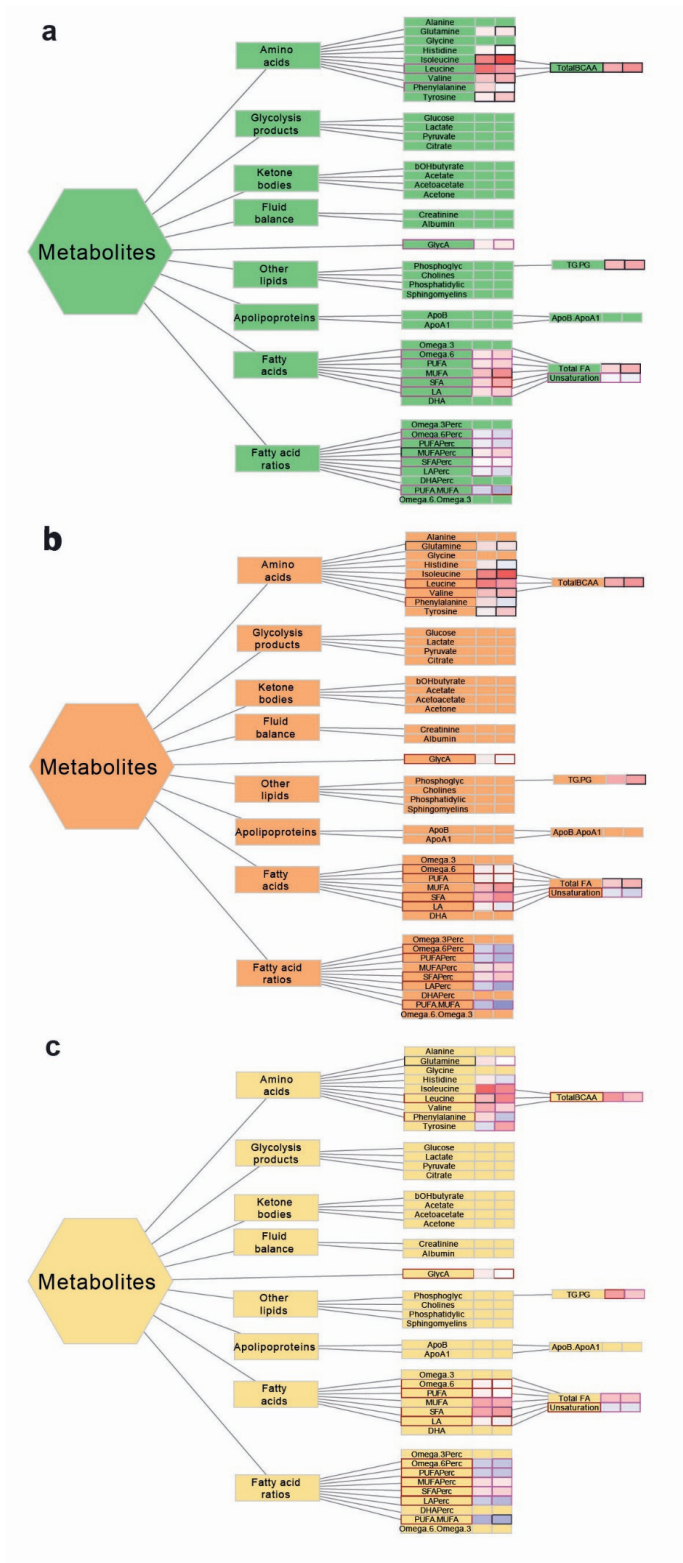 a
Metabolites
Amino
acids
Alanine
Glutamine
Glycine
Histidine
Isoleucine
Leucine
Valine
Phenylalanine
Tyrosine
TotalBCAA
Glycolysis
products
Glucose
Lactate
Pyruvate
Citrate
Ketone
bodies
bOHbutyrate
Acetate
Acetoacetate
Acetone
Fluid
balance
Creatinine
Albumin
GlycA
Other
lipids
Phosphoglyc
Cholines
Phosphatidylic
Sphingomyelins
TG.PG
Apolipoproteins
ApoB
ApoA1
ApoB.ApoA1
Fatty
acids
Omega.3
Omega.6
PUFA
MUFA
SFA
LA
DHA
Total FA
Unsaturation
Fatty acid
ratios
Omega.3Perc
Omega.6Perc
PUFAPerc
MUFAPerc
SFAPerc
LAPerc
DHAPerc
PUFA.MUFA
Omega.6.Omega.3
b
Metabolites
Amino
acids
Alanine
Glutamine
Glycine
Histidine
Isoleucine
Leucine
Valine
Phenylalanine
Tyrosine
TotalBCAA
Glycolysis
products
Glucose
Lactate
Pyruvate
Citrate
Ketone
bodies
bOHbutyrate
Acetate
Acetoacetate
Acetone
Fluid
balance
Creatinine
Albumin
GlycA
Other
lipids
Phosphoglyc
Cholines
Phosphatidylic
Sphingomyelins
TG.PG
Apolipoproteins
ApoB
ApoA1
ApoB.ApoA1
Fatty
acids
Omega.3
Omega.6
PUFA
MUFA
SFA
LA
DHA
Total FA
Unsaturation
Fatty acid
ratios
Omega.3Perc
Omega.6Perc
PUFAPerc
MUFAPerc
SFAPerc
LAPerc
DHAPerc
PUFA.MUFA
Omega.6.Omega.3
c
Metabolites
Amino
acids
Alanine
Glutamine
Glycine
Histidine
Isoleucine
Leucine
Valine
Phenylalanine
Tyrosine
TotalBCAA
Glycolysis
products
Glucose
Lactate
Pyruvate
Citrate
Ketone
bodies
bOHbutyrate
Acetate
Acetoacetate
Acetone
Fluid
balance
Creatinine
Albumin
GlycA
Other
lipids
Phosphoglyc
Cholines
Phosphatidylic
Sphingomyelins
TG.PG
Apolipoproteins
ApoB
ApoA1
ApoB.ApoA1
Fatty
acids
Omega.3
Omega.6
PUFA
MUFA
SFA
LA
DHA
Total FA
Unsaturation
Fatty acid
ratios
Omega.3Perc
Omega.6Perc
PUFAPerc
MUFAPerc
SFAPerc
LAPerc
DHAPerc
PUFA.MUFA
Omega.6.Omega.3